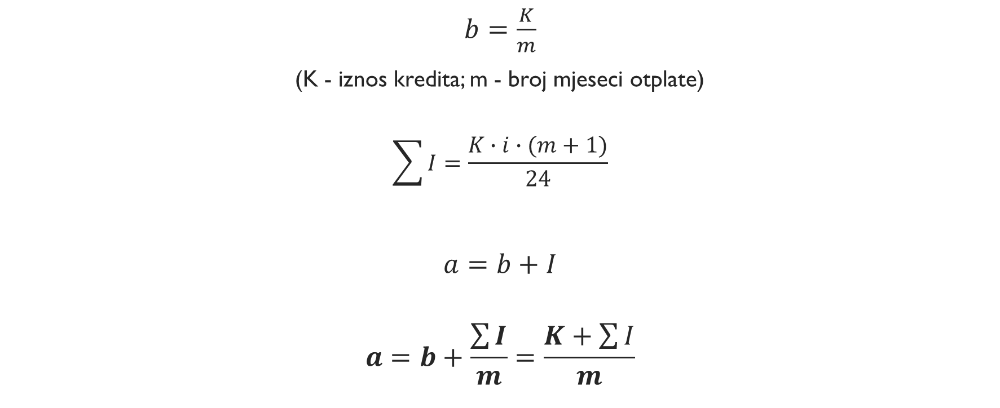 b = K/m
(K - iznos kredita; m - broj mjeseci otplate)
∑ I = K · i · (m + 1) / 24
a = b + I
a = b + ∑ I / m = K + ∑ I / m